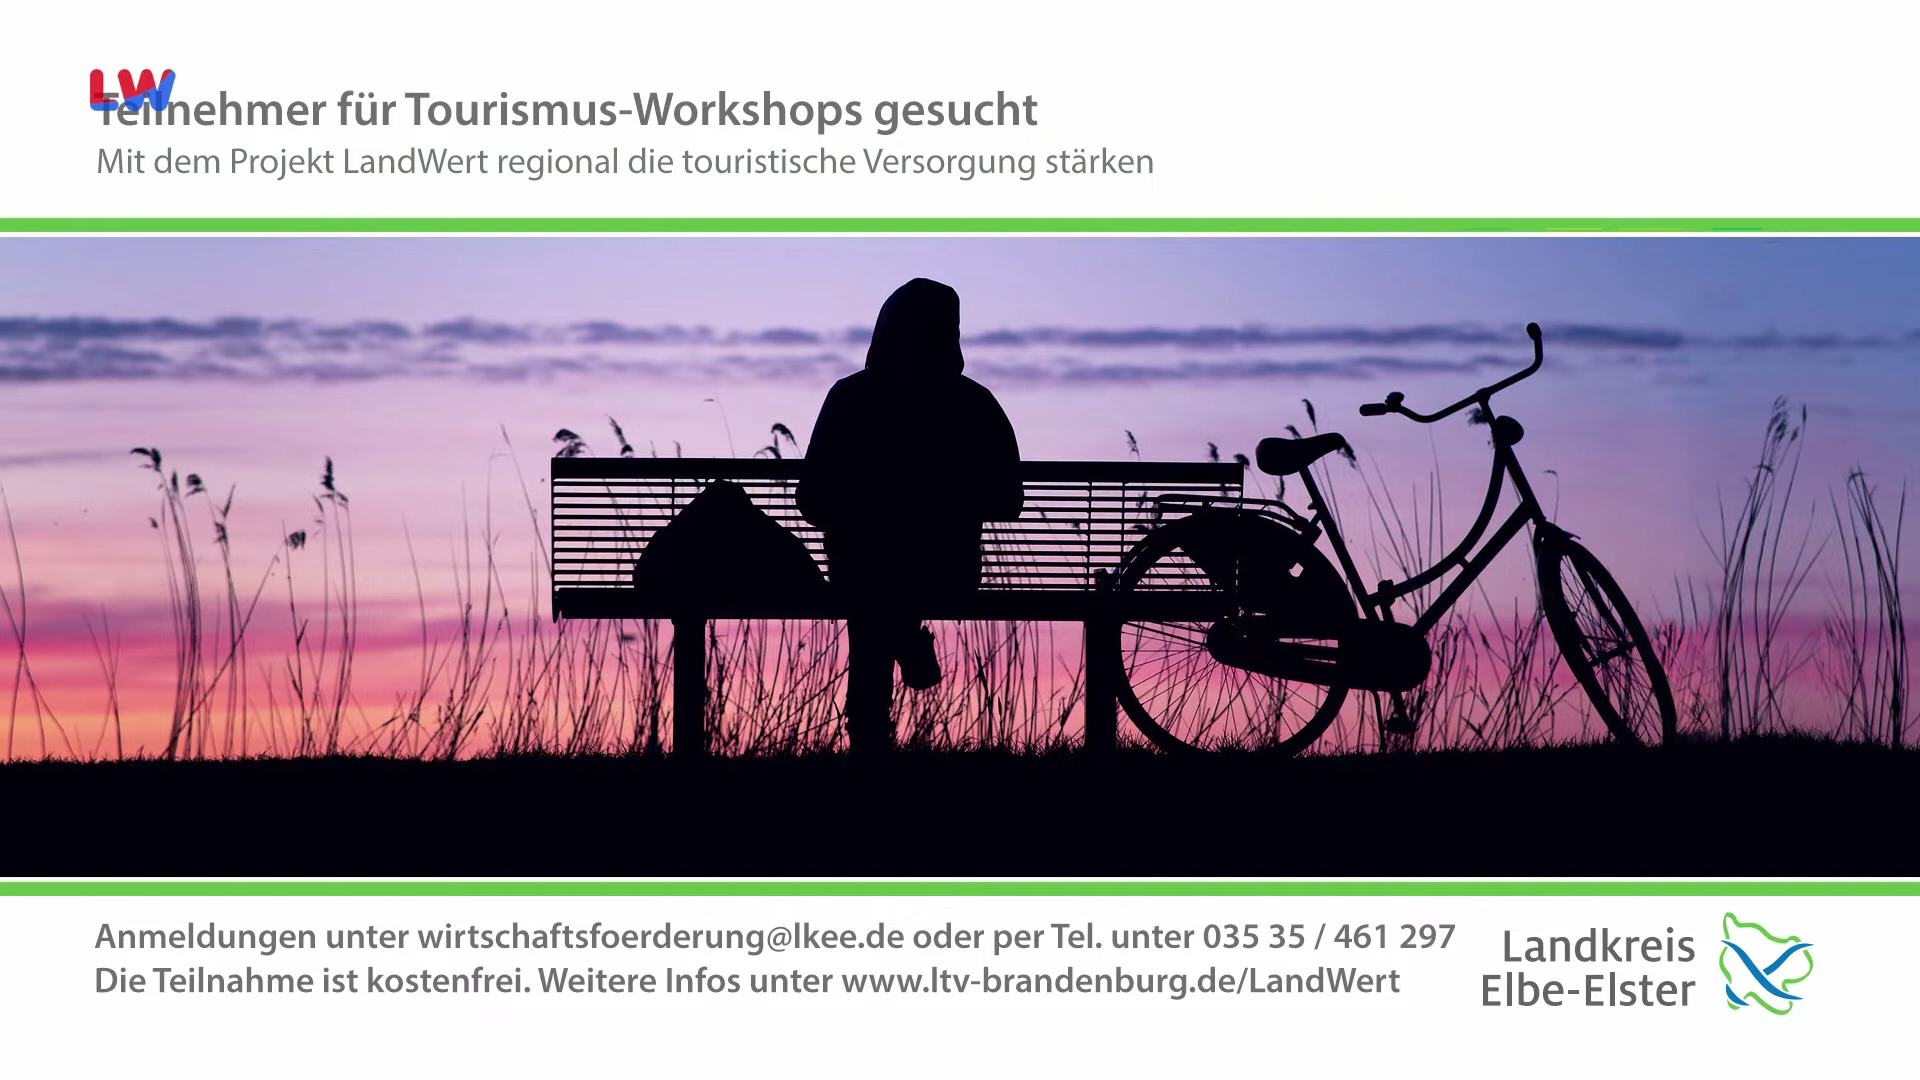 LW
Teilnehmer für Tourismus-Workshops gesucht
Mit dem Projekt LandWert regional die touristische Versorgung stärken
Anmeldungen unter wirtschaftsfoerderung@lkee.de oder per Tel. unter 035 35 / 461 297
Die Teilnahme ist kostenfrei. Weitere Infos unter www.ltv-brandenburg.de/LandWert
Landkreis
Elbe-Elster